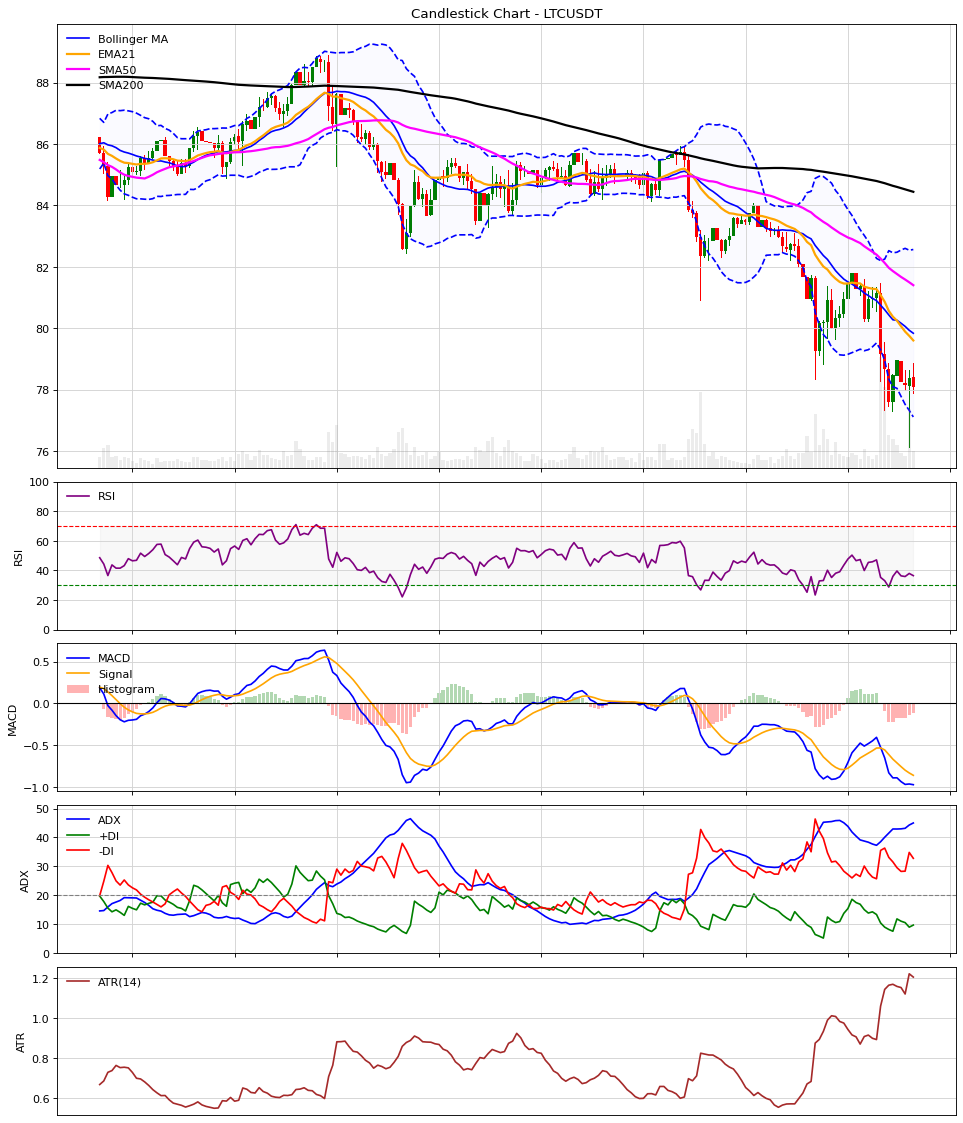 Candlestick Chart - LTCUSDT
Bollinger MA
EMA21
SMA50
SMA200
88
86
84
82
80
78
76
RSI
RSI
100
80
60
40
20
0
MACD
Signal
Histogram
MACD
0.5
0.0
−0.5
−1.0
ADX
+DI
-DI
ADX
50
40
30
20
10
0
ATR(14)
ATR
1.2
1.0
0.8
0.6